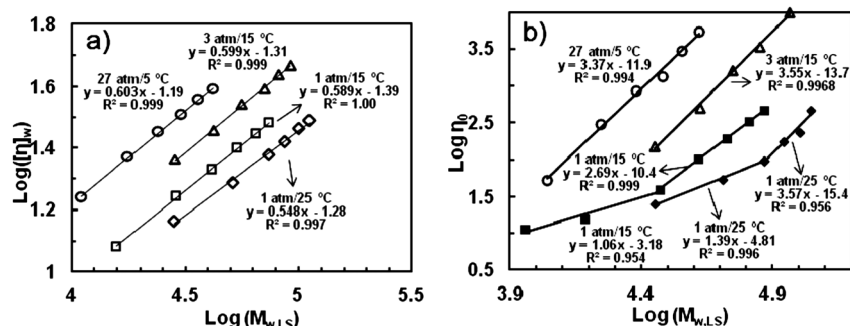 a)
Log([η]w)
1.8
1.6
1.4
1.2
1
4
4.5
5
5.5
Log (Mw,LS)
27 atm/5 °C
y = 0.603x - 1.19
R² = 0.999
3 atm/15 °C
y = 0.599x - 1.31
R² = 0.999
1 atm/15 °C
y = 0.589x - 1.39
R² = 1.00
1 atm/25 °C
y = 0.548x - 1.28
R² = 0.997
b)
Log η0
3.5
2.5
1.5
0.5
3.9
4.4
4.9
Log (Mw,LS)
27 atm/5 °C
y = 3.37x - 11.9
R² = 0.994
3 atm/15 °C
y = 3.55x - 13.7
R² = 0.9968
1 atm/15 °C
y = 2.69x - 10.4
R² = 0.999
1 atm/25 °C
y = 3.57x - 15.4
R² = 0.956
1 atm/15 °C
y = 1.06x - 3.18
R² = 0.954
1 atm/25 °C
y = 1.39x - 4.81
R² = 0.996